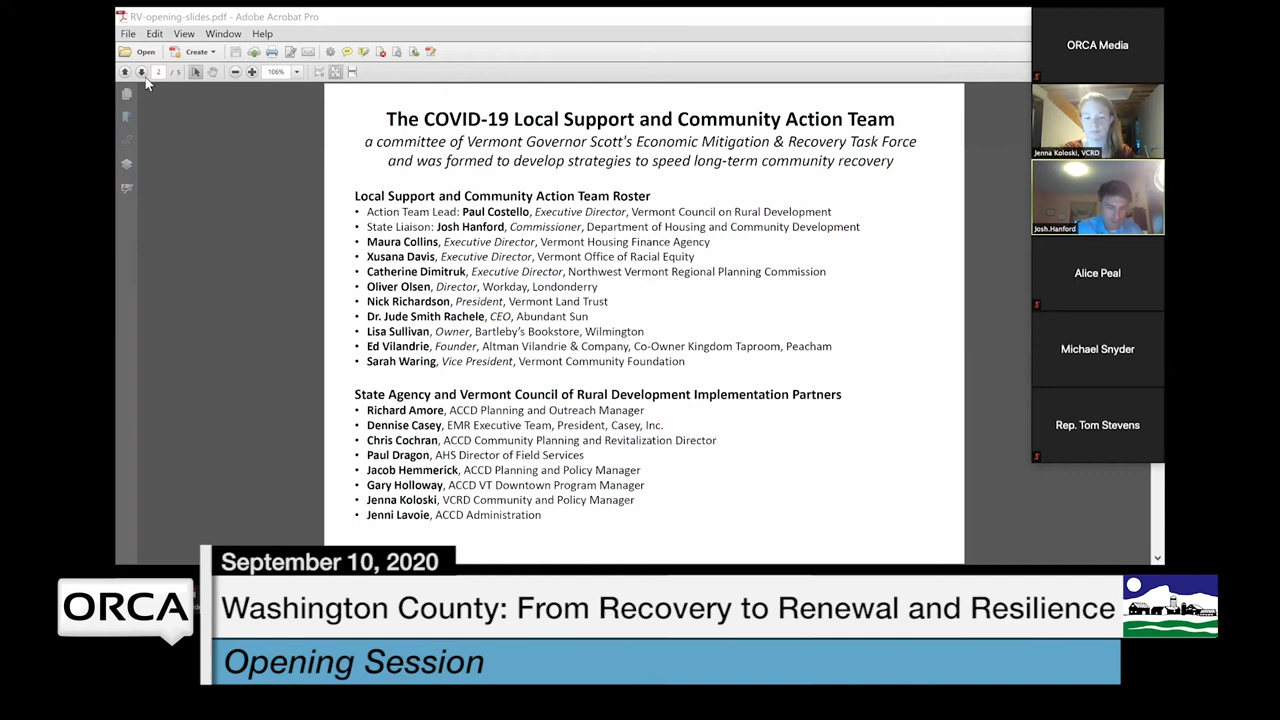 RV-opening-slides.pdf - Adobe Acrobat Pro
File Edit View Window Help
Open Create
2 / 5 106%
The COVID-19 Local Support and Community Action Team
a committee of Vermont Governor Scott's Economic Mitigation & Recovery Task Force
and was formed to develop strategies to speed long-term community recovery
Local Support and Community Action Team Roster
• Action Team Lead: Paul Costello, Executive Director, Vermont Council on Rural Development
• State Liaison: Josh Hanford, Commissioner, Department of Housing and Community Development
• Maura Collins, Executive Director, Vermont Housing Finance Agency
• Xusana Davis, Executive Director, Vermont Office of Racial Equity
• Catherine Dimitruk, Executive Director, Northwest Vermont Regional Planning Commission
• Oliver Olsen, Director, Workday, Londonderry
• Nick Richardson, President, Vermont Land Trust
• Dr. Jude Smith Rachele, CEO, Abundant Sun
• Lisa Sullivan, Owner, Bartleby's Bookstore, Wilmington
• Ed Vilandrie, Founder, Altman Vilandrie & Company, Co-Owner Kingdom Taproom, Peacham
• Sarah Waring, Vice President, Vermont Community Foundation
State Agency and Vermont Council of Rural Development Implementation Partners
• Richard Amore, ACCD Planning and Outreach Manager
• Dennise Casey, EMR Executive Team, President, Casey, Inc.
• Chris Cochran, ACCD Community Planning and Revitalization Director
• Paul Dragon, AHS Director of Field Services
• Jacob Hemmerick, ACCD Planning and Policy Manager
• Gary Holloway, ACCD VT Downtown Program Manager
• Jenna Koloski, VCRD Community and Policy Manager
• Jenni Lavoie, ACCD Administration
ORCA Media
Jenna Koloski, VCRD
Josh.Hanford
Alice Peal
Michael Snyder
Rep. Tom Stevens
September 10, 2020
ORCA
Washington County: From Recovery to Renewal and Resilience
Opening Session